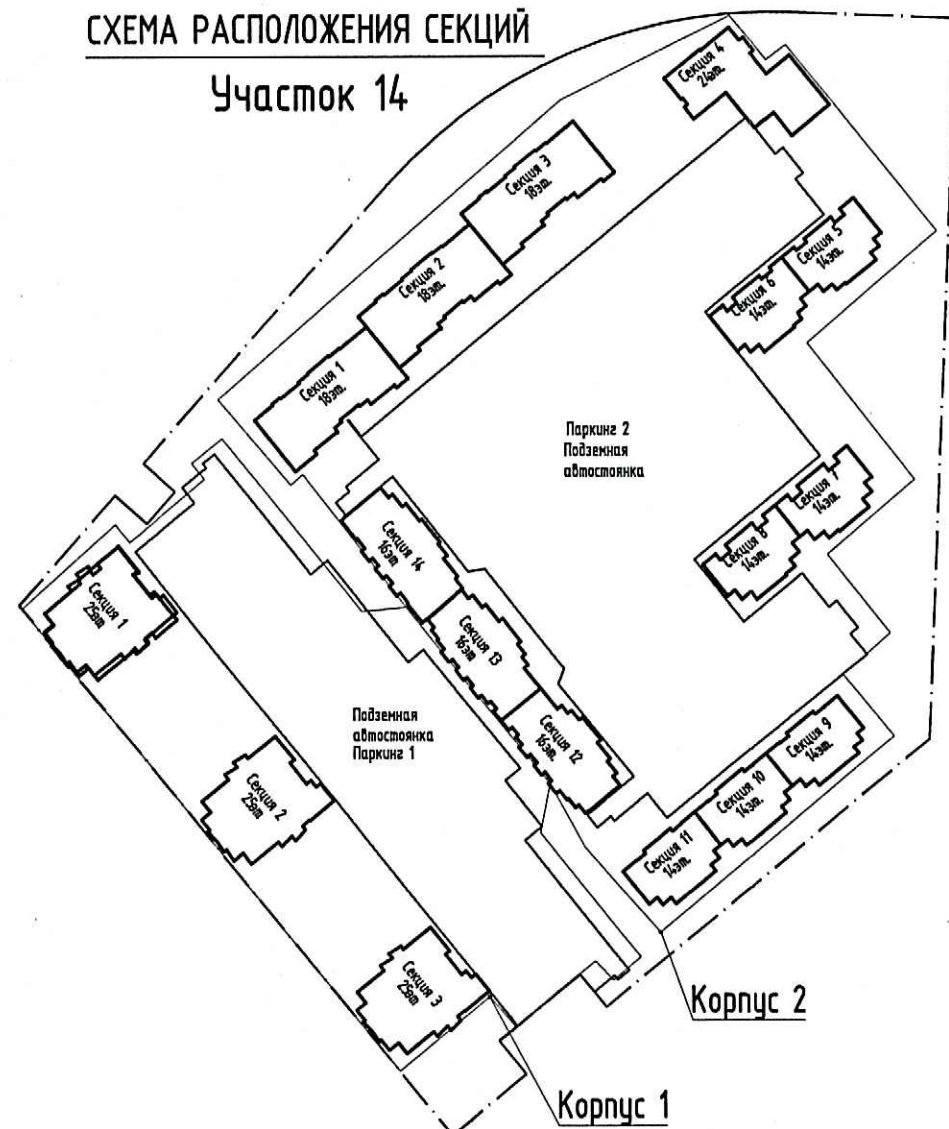 СХЕМА РАСПОЛОЖЕНИЯ СЕКЦИЙ
Участок 14
Секция 4
24эт.
Секция 3
18эт.
Секция 2
18эт.
Секция 1
18эт.
Секция 5
14эт.
Секция 6
14эт.
Паркинг 2
Подземная
автостоянка
Секция 7
14эт.
Секция 8
14эт.
Секция 14
16эт
Секция 13
16эт
Секция 12
16эт.
Секция 1
25эт
Секция 2
25эт
Секция 3
25эт
Подземная
автостоянка
Паркинг 1
Секция 9
14эт.
Секция 10
14эт.
Секция 11
14эт.
Корпус 2
Корпус 1